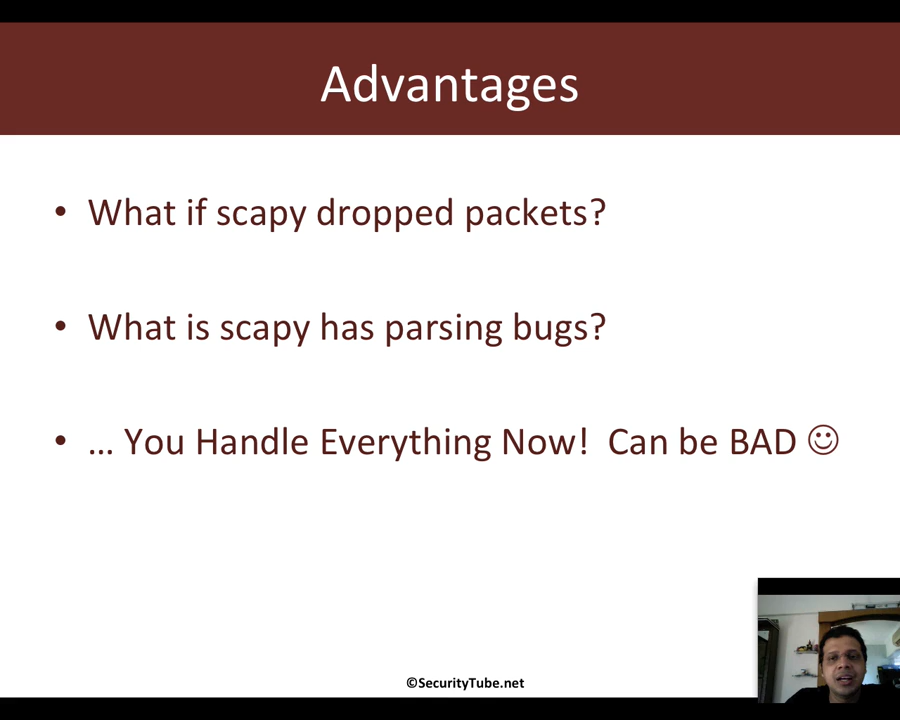 Advantages
• What if scapy dropped packets?
• What is scapy has parsing bugs?
• … You Handle Everything Now!  Can be BAD ☺
©SecurityTube.net